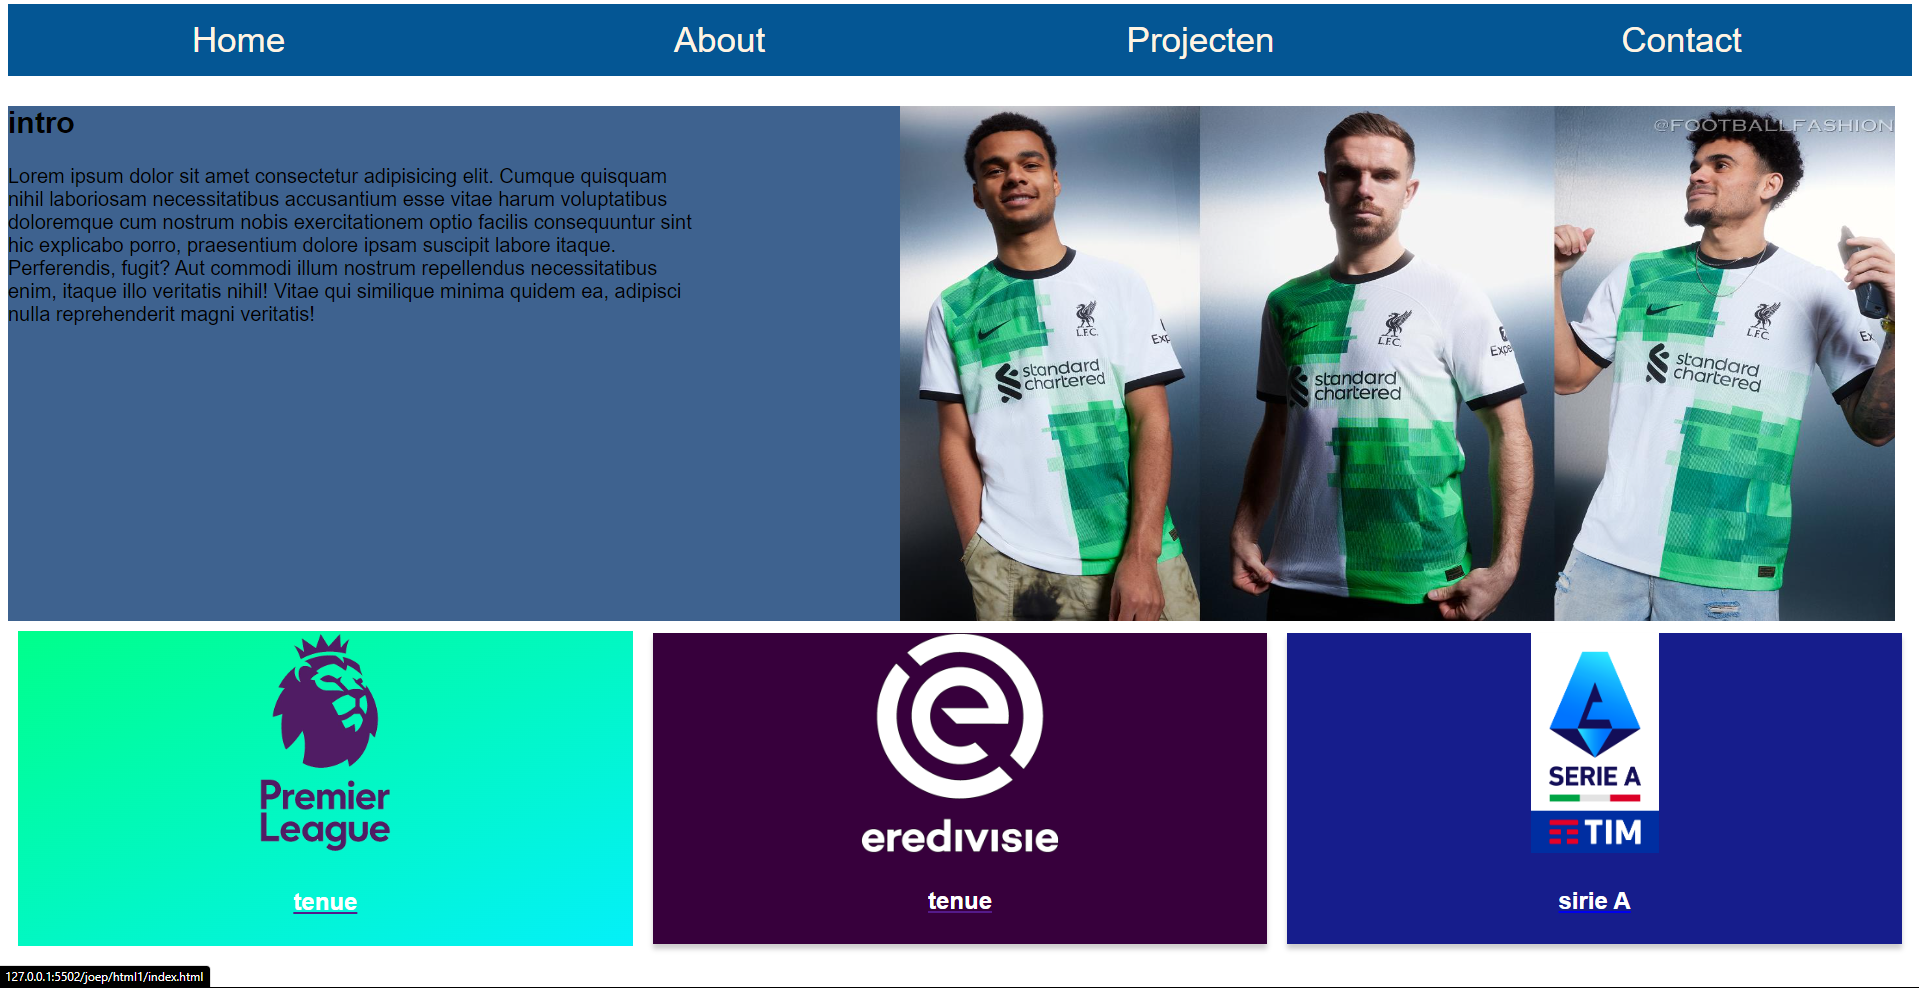 Home
About
Projecten
Contact
intro
Lorem ipsum dolor sit amet consectetur adipisicing elit. Cumque quisquam
nihil laboriosam necessitatibus accusantium esse vitae harum voluptatibus
doloremque cum nostrum nobis exercitationem optio facilis consequuntur sint
hic explicabo porro, praesentium dolore ipsam suscipit labore itaque.
Perferendis, fugit? Aut commodi illum nostrum repellendus necessitatibus
enim, itaque illo veritatis nihil! Vitae qui similique minima quidem ea, adipisci
nulla reprehenderit magni veritatis!
@FOOTBALLFASHION
L.F.C.
Exp
standard
chartered
L.F.C.
Expe
standard
chartered
L.F.C.
Ex
standard
chartered
Premier
League
tenue
eredivisie
tenue
SERIE A
TIM
sirie A
127.0.0.1:5502/joep/html1/index.html